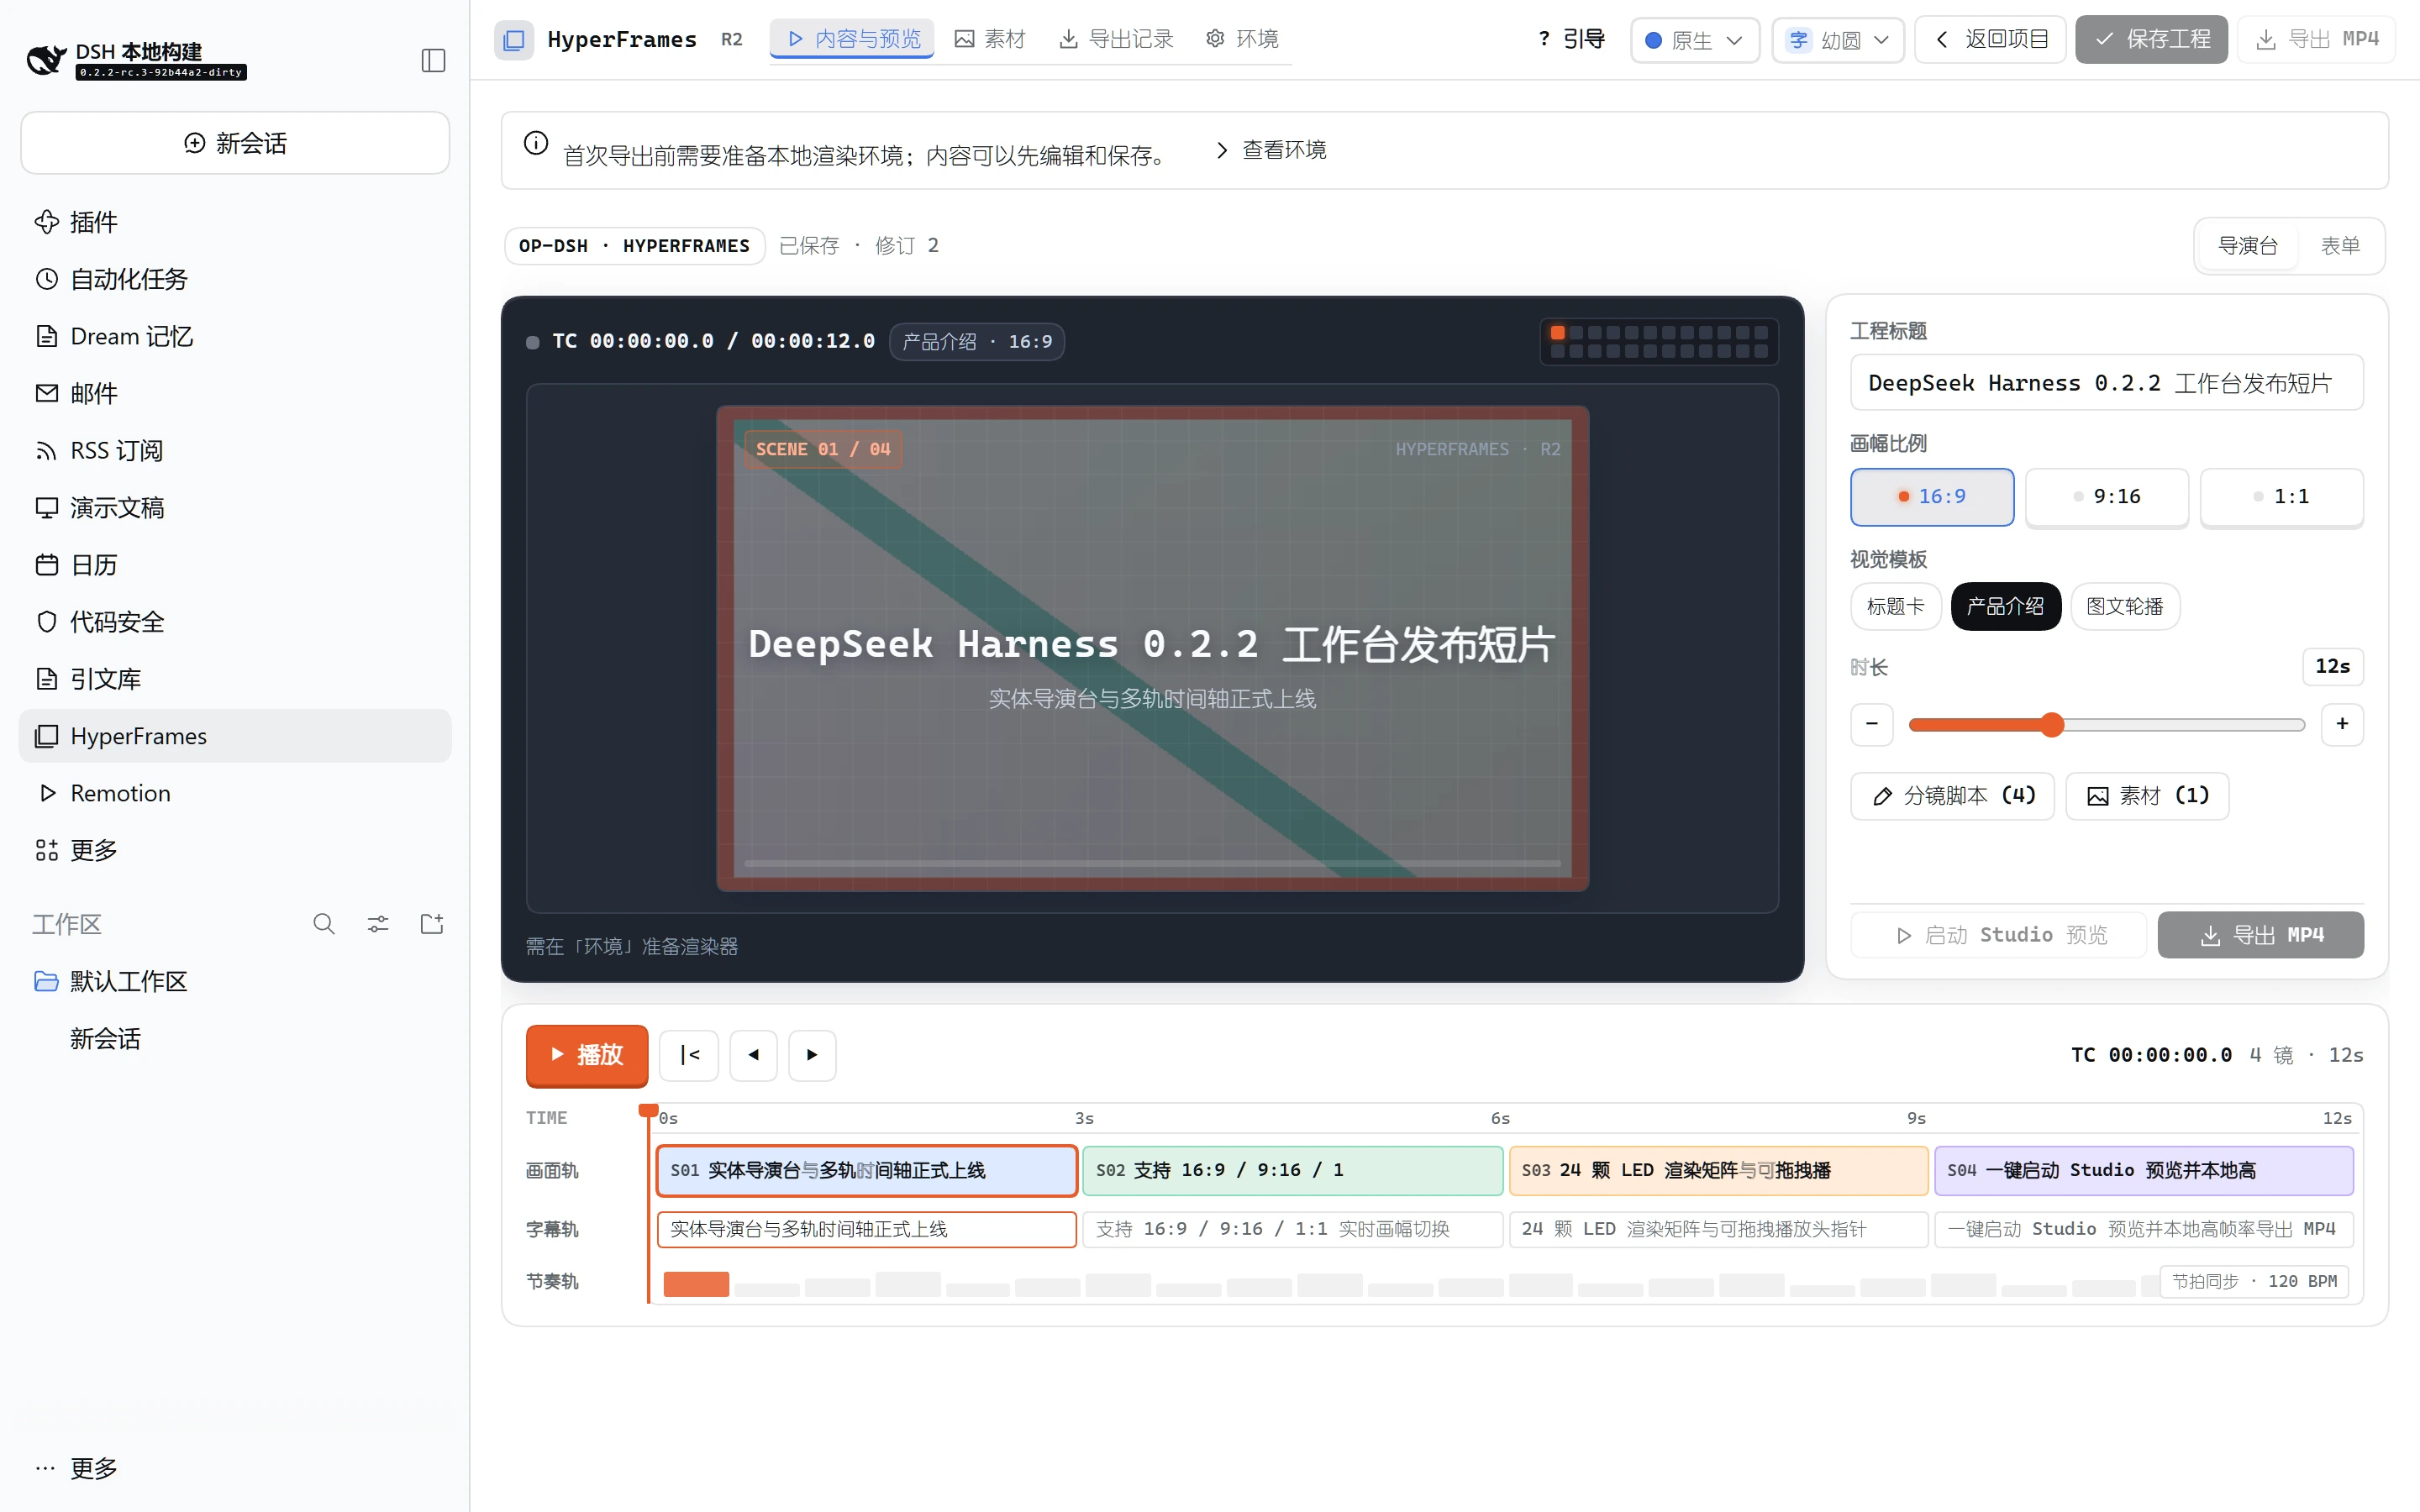 DSH 本地构建
0.2.2-rc.3-92b44a2-dirty
新会话
插件
自动化任务
Dream 记忆
邮件
RSS 订阅
演示文稿
日历
代码安全
引文库
HyperFrames
Remotion
更多
工作区
默认工作区
新会话
更多
HyperFrames R2 内容与预览 素材 导出记录 环境 ? 引导 原生 字 幼圆 返回项目 保存工程 导出 MP4
首次导出前需要准备本地渲染环境；内容可以先编辑和保存。 查看环境
OP-DSH · HYPERFRAMES 已保存 · 修订 2 导演台 表单
TC 00:00:00.0 / 00:00:12.0 产品介绍 · 16:9
SCENE 01 / 04 HYPERFRAMES · R2
DeepSeek Harness 0.2.2 工作台发布短片
实体导演台与多轨时间轴正式上线
需在「环境」准备渲染器
工程标题
DeepSeek Harness 0.2.2 工作台发布短片
画幅比例
16:9 9:16 1:1
视觉模板
标题卡 产品介绍 图文轮播
时长 12s
− +
分镜脚本 (4) 素材 (1)
启动 Studio 预览 导出 MP4
播放 |< TC 00:00:00.0 4 镜 · 12s
TIME 0s 3s 6s 9s 12s
画面轨 S01 实体导演台与多轨时间轴正式上线 S02 支持 16:9 / 9:16 / 1 S03 24 颗 LED 渲染矩阵与可拖拽播 S04 一键启动 Studio 预览并本地高
字幕轨 实体导演台与多轨时间轴正式上线 支持 16:9 / 9:16 / 1:1 实时画幅切换 24 颗 LED 渲染矩阵与可拖拽播放头指针 一键启动 Studio 预览并本地高帧率导出 MP4
节奏轨 节拍同步 · 120 BPM